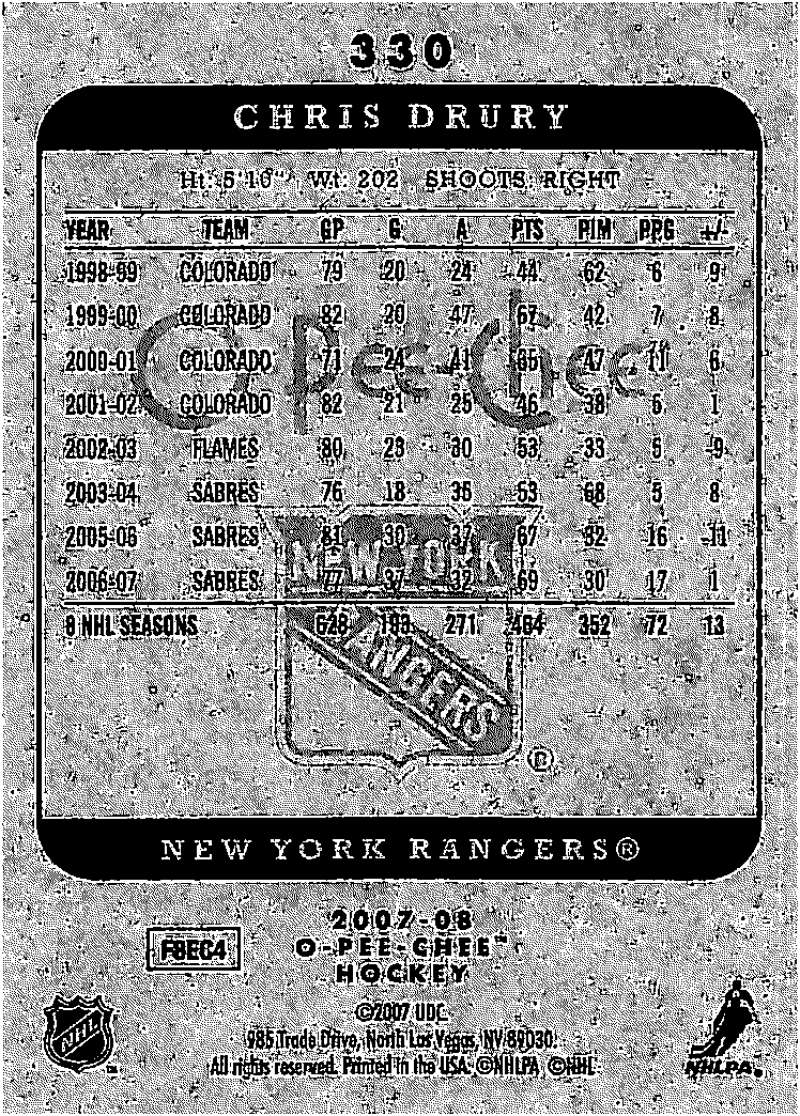 330
CHRIS DRURY
Ht: 5'10" Wt: 202 SHOOTS: RIGHT
YEAR TEAM GP G A PTS PIM PPG +/-
1998-99 COLORADO 79 20 24 44 62 6 9
1999-00 COLORADO 82 20 47 67 42 7 8
2000-01 COLORADO 71 24 41 65 47 11 6
2001-02 COLORADO 82 21 25 46 38 5 1
2002-03 FLAMES 80 23 30 53 33 5 -9
2003-04 SABRES 76 18 35 53 68 5 8
2005-06 SABRES 81 30 37 67 32 16 -11
2006-07 SABRES 77 37 32 69 30 17 1
8 NHL SEASONS 628 193 271 464 352 72 13
O-Pee-Chee
NEW YORK
RANGERS
®
NEW YORK RANGERS®
2007-08
O-PEE-CHEE™
HOCKEY
F8EC4
©2007 UDC
985 Trade Drive, North Las Vegas, NV 89030.
All rights reserved. Printed in the USA. ©NHLPA ©NHL
NHL
NHLPA.